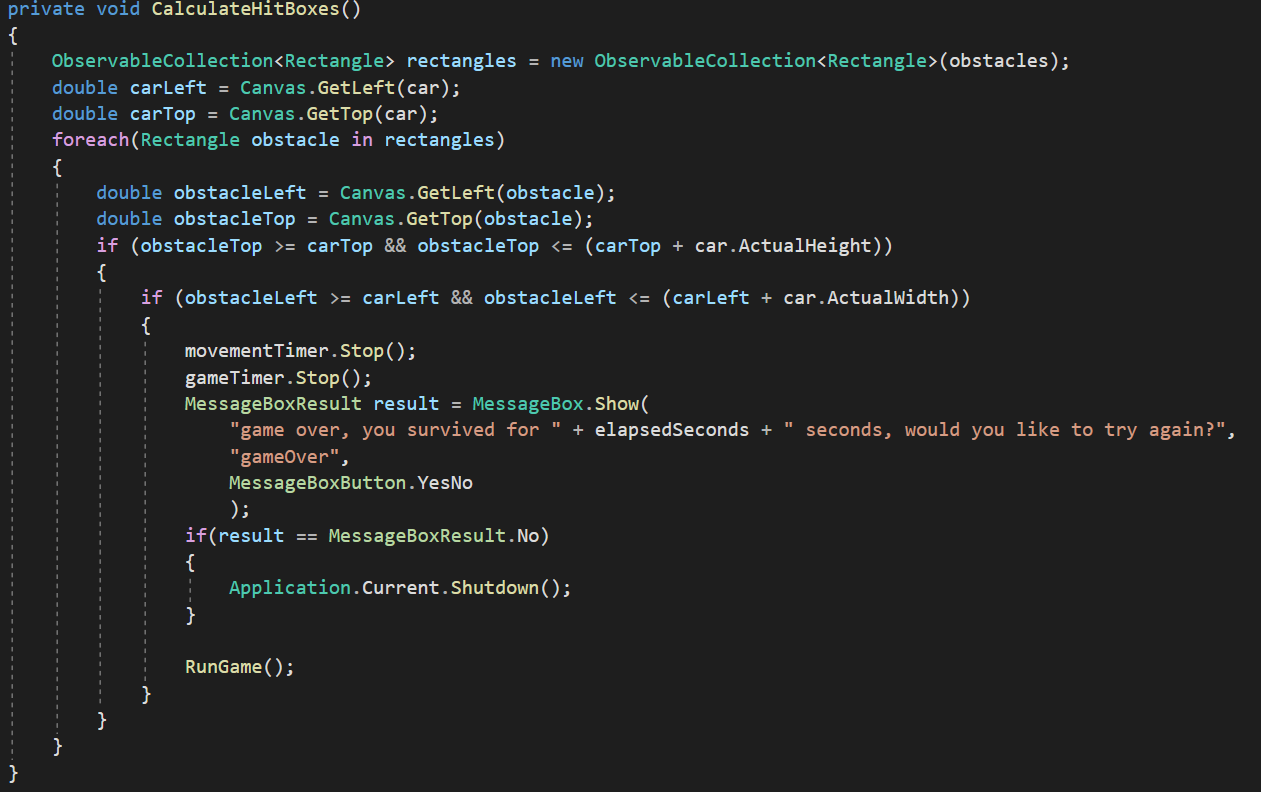 private void CalculateHitBoxes()
{
    ObservableCollection<Rectangle> rectangles = new ObservableCollection<Rectangle>(obstacles);
    double carLeft = Canvas.GetLeft(car);
    double carTop = Canvas.GetTop(car);
    foreach(Rectangle obstacle in rectangles)
    {
        double obstacleLeft = Canvas.GetLeft(obstacle);
        double obstacleTop = Canvas.GetTop(obstacle);
        if (obstacleTop >= carTop && obstacleTop <= (carTop + car.ActualHeight))
        {
            if (obstacleLeft >= carLeft && obstacleLeft <= (carLeft + car.ActualWidth))
            {
                movementTimer.Stop();
                gameTimer.Stop();
                MessageBoxResult result = MessageBox.Show(
                    "game over, you survived for " + elapsedSeconds + " seconds, would you like to try again?",
                    "gameOver",
                    MessageBoxButton.YesNo
                    );
                if(result == MessageBoxResult.No)
                {
                    Application.Current.Shutdown();
                }

                RunGame();
            }
        }
    }
}